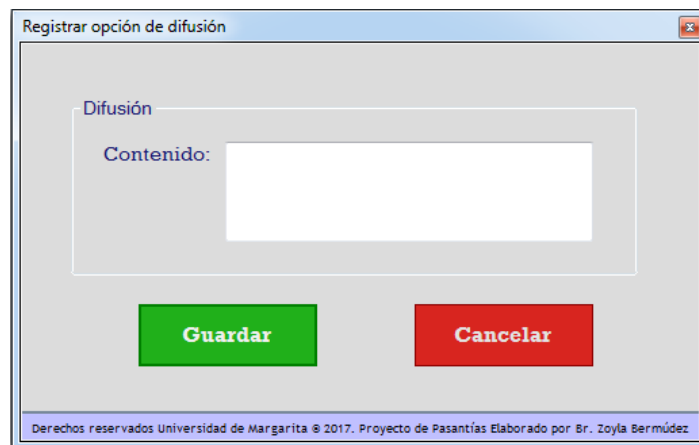 Registrar opción de difusión
Difusión
Contenido:
Guardar
Cancelar
Derechos reservados Universidad de Margarita ® 2017. Proyecto de Pasantías Elaborado por Br. Zoyla Bermúdez